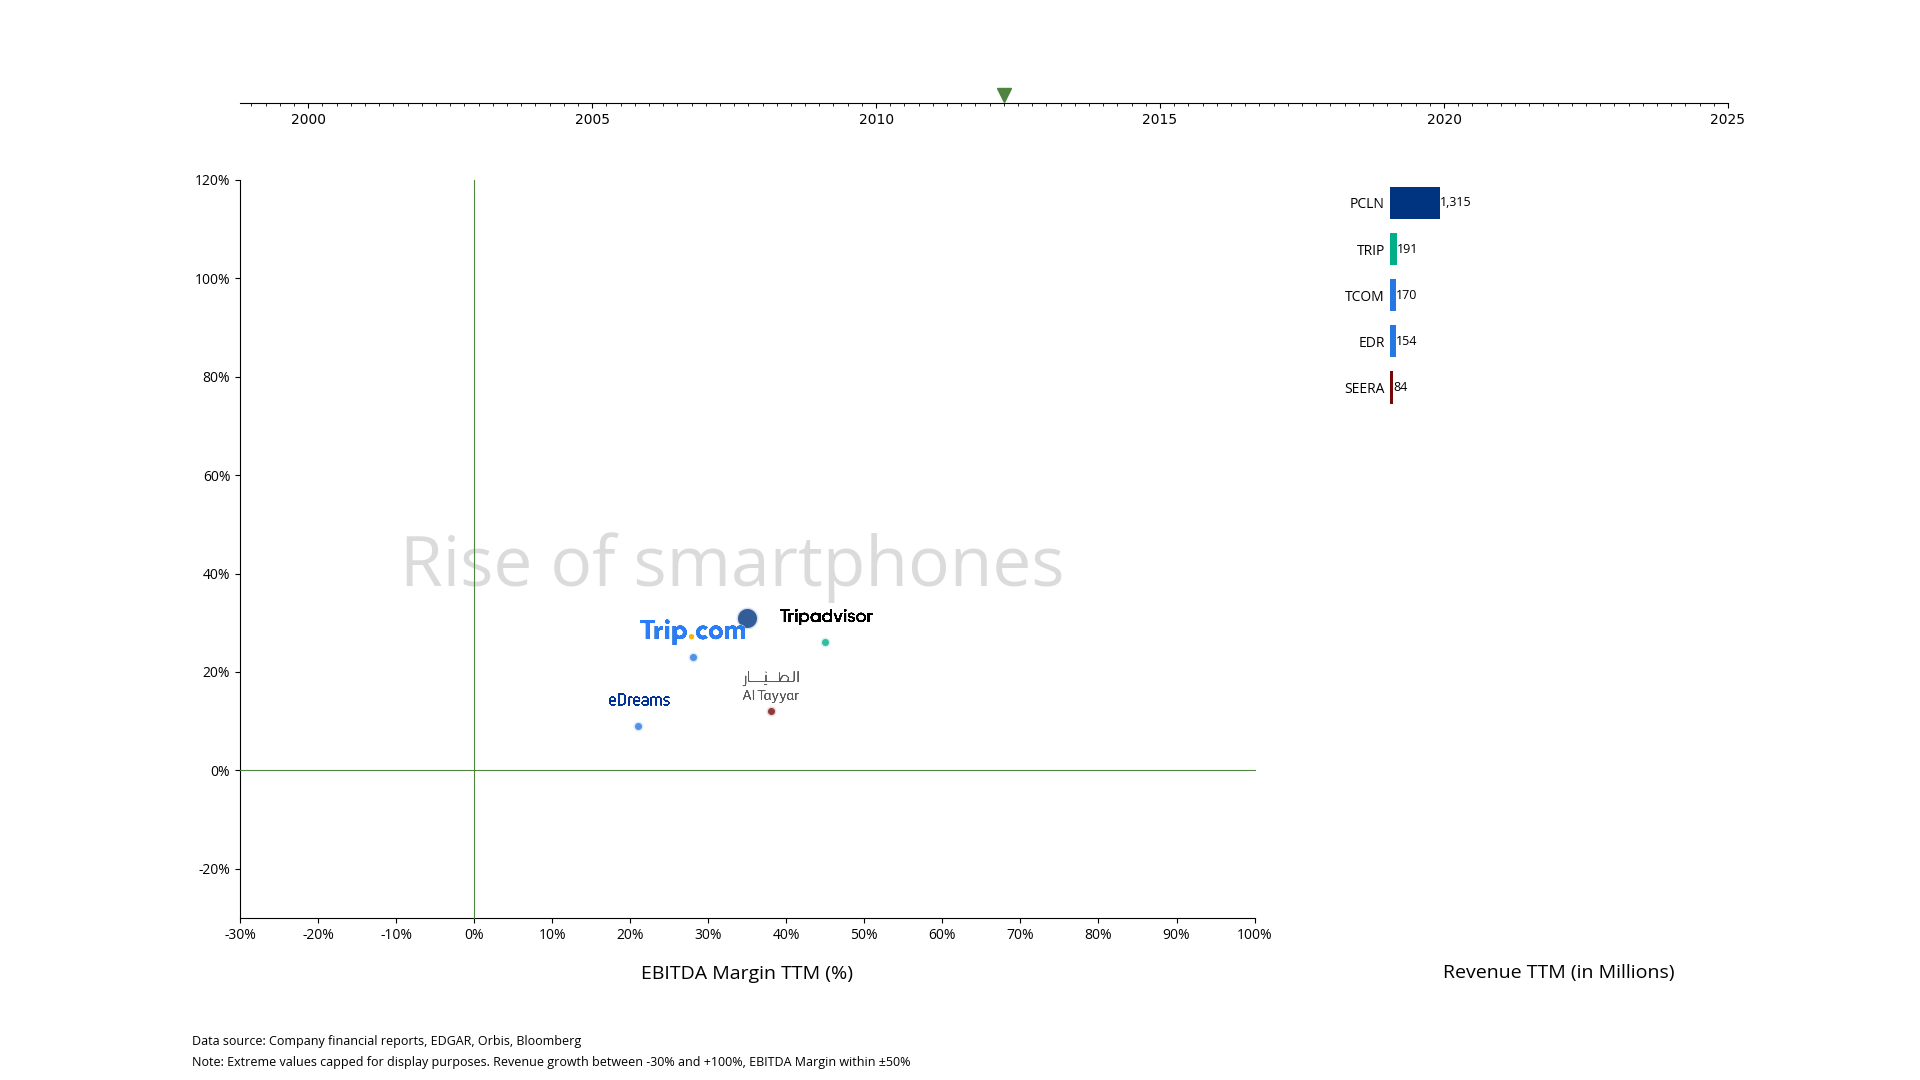 2000 2005 2010 2015 2020 2025
120%
100%
80%
60%
40%
20%
0%
-20%
Rise of smartphones
Tripadvisor
Trip.com
الطيار
Al Tayyar
eDreams
-30% -20% -10% 0% 10% 20% 30% 40% 50% 60% 70% 80% 90% 100%
EBITDA Margin TTM (%)
PCLN 1,315
TRIP 191
TCOM 170
EDR 154
SEERA 84
Revenue TTM (in Millions)
Data source: Company financial reports, EDGAR, Orbis, Bloomberg
Note: Extreme values capped for display purposes. Revenue growth between -30% and +100%, EBITDA Margin within ±50%